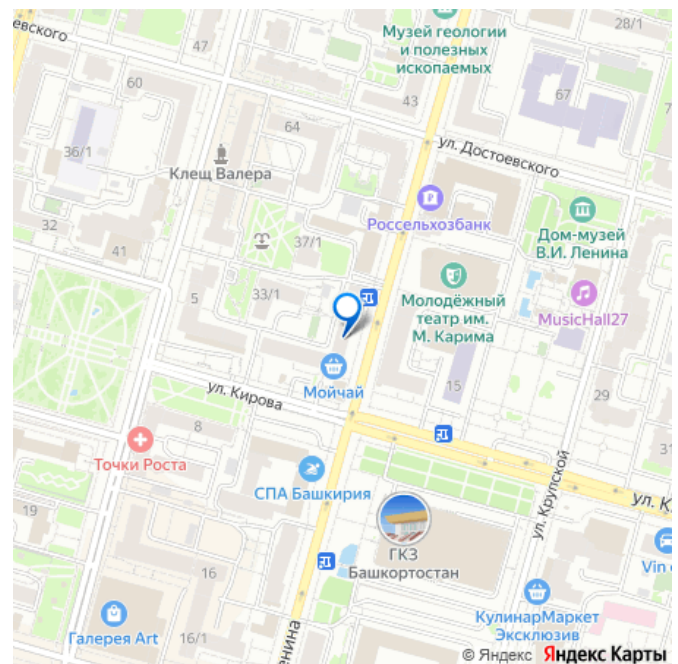 евского
47
Музей геологии
и полезных
ископаемых
28/1
60
43
67
64
36/1
ул. Достоевского
Клещ Валера
Россельхозбанк
32
41
37/1
Дом-музей
В.И. Ленина
5
33/1
Молодёжный
театр им.
М. Карима
MusicHall27
Мойчай
15
29
ул. Кирова
8
Точки Роста
31
СПА Башкирия
ул. Крупской
ул. К
19
ГКЗ
Башкортостан
16
Vin
КулинарМаркет
Эксклюзив
Галерея Art
16/1
енина
© Яндекс Яндекс Карты